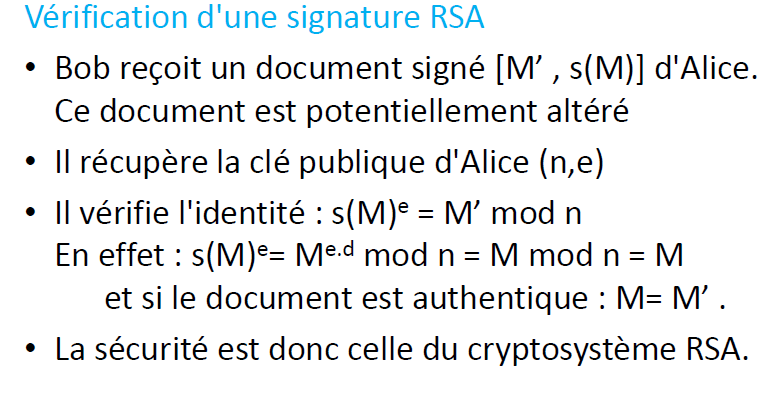 Vérification d'une signature RSA
• Bob reçoit un document signé [M’ , s(M)] d'Alice.
Ce document est potentiellement altéré
• Il récupère la clé publique d'Alice (n,e)
• Il vérifie l'identité : s(M)ᵉ = M’ mod n
En effet : s(M)ᵉ= Mᵉ·ᵈ mod n = M mod n = M
et si le document est authentique : M= M’ .
• La sécurité est donc celle du cryptosystème RSA.